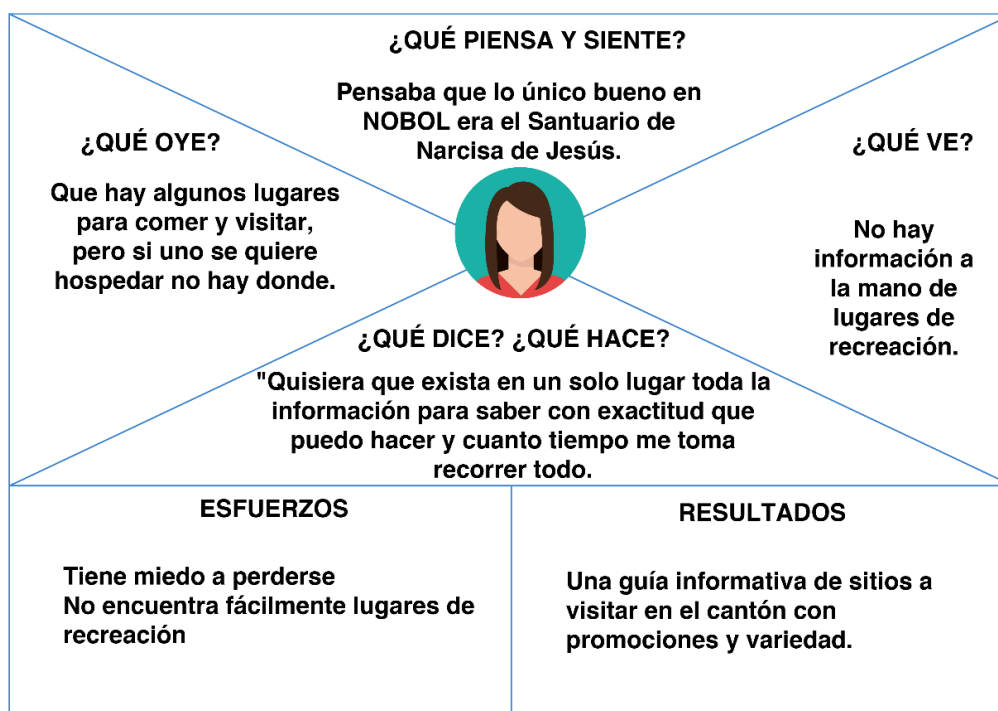 ¿QUÉ PIENSA Y SIENTE?
Pensaba que lo único bueno en
NOBOL era el Santuario de
Narcisa de Jesús.
¿QUÉ OYE?
Que hay algunos lugares
para comer y visitar,
pero si uno se quiere
hospedar no hay donde.
¿QUÉ VE?
No hay
información a
la mano de
lugares de
recreación.
¿QUÉ DICE? ¿QUÉ HACE?
"Quisiera que exista en un solo lugar toda la
información para saber con exactitud que
puedo hacer y cuanto tiempo me toma
recorrer todo.
ESFUERZOS
Tiene miedo a perderse
No encuentra fácilmente lugares de
recreación
RESULTADOS
Una guía informativa de sitios a
visitar en el cantón con
promociones y variedad.